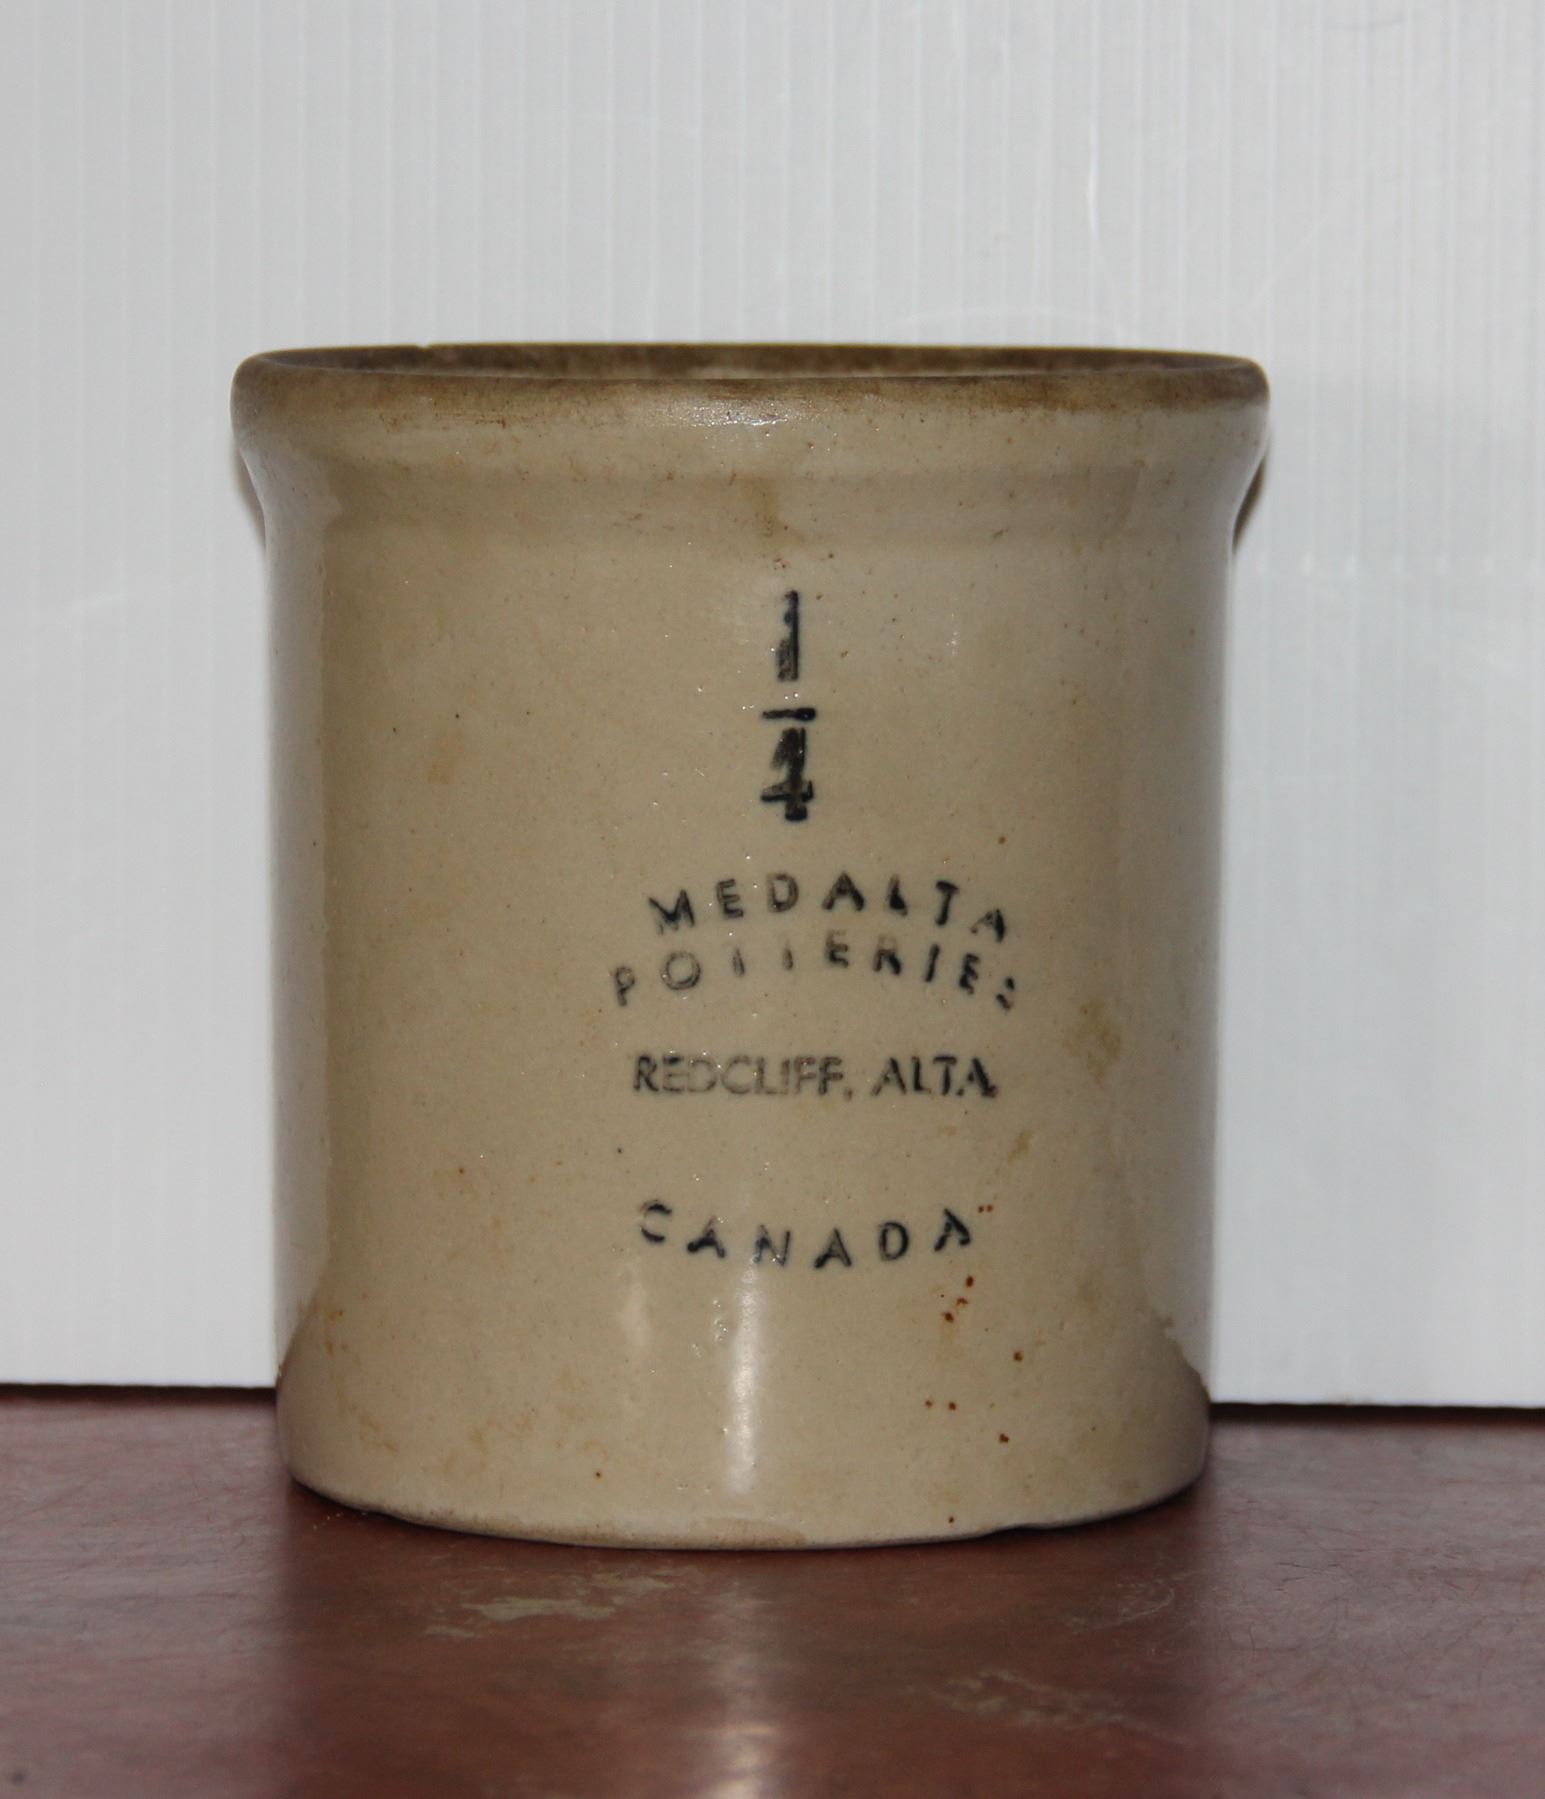 1/4
MEDALTA
POTTERIES
REDCLIFF, ALTA.
CANADA